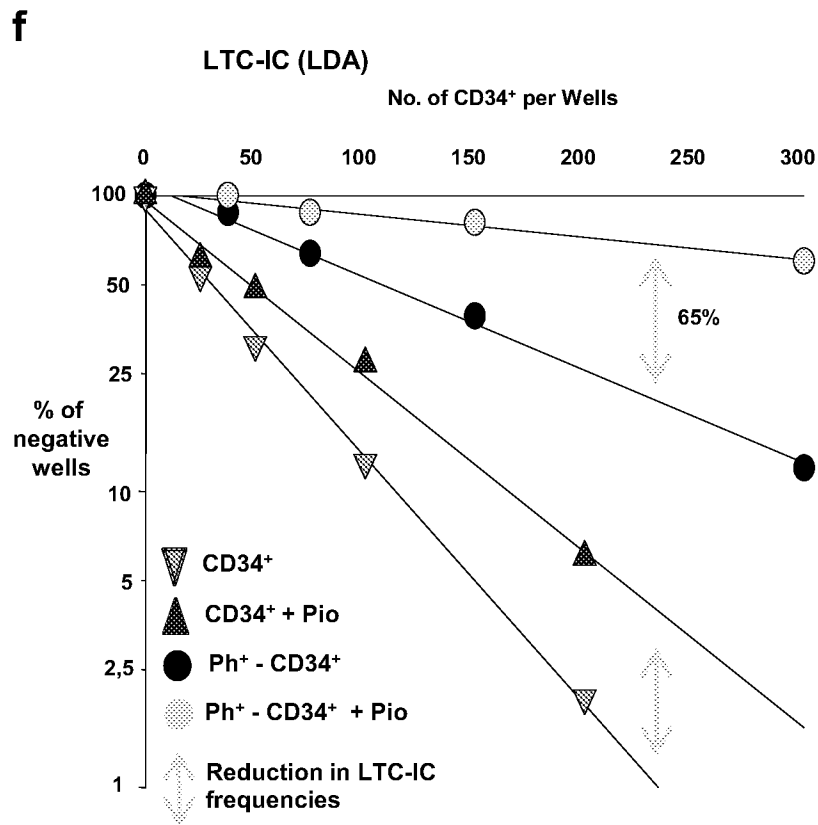 f
LTC-IC (LDA)
No. of CD34⁺ per Wells
0 50 100 150 200 250 300
100
50
65%
25
% of
negative
wells
10
5
2,5
1
CD34⁺
CD34⁺ + Pio
Ph⁺ - CD34⁺
Ph⁺ - CD34⁺ + Pio
Reduction in LTC-IC
frequencies